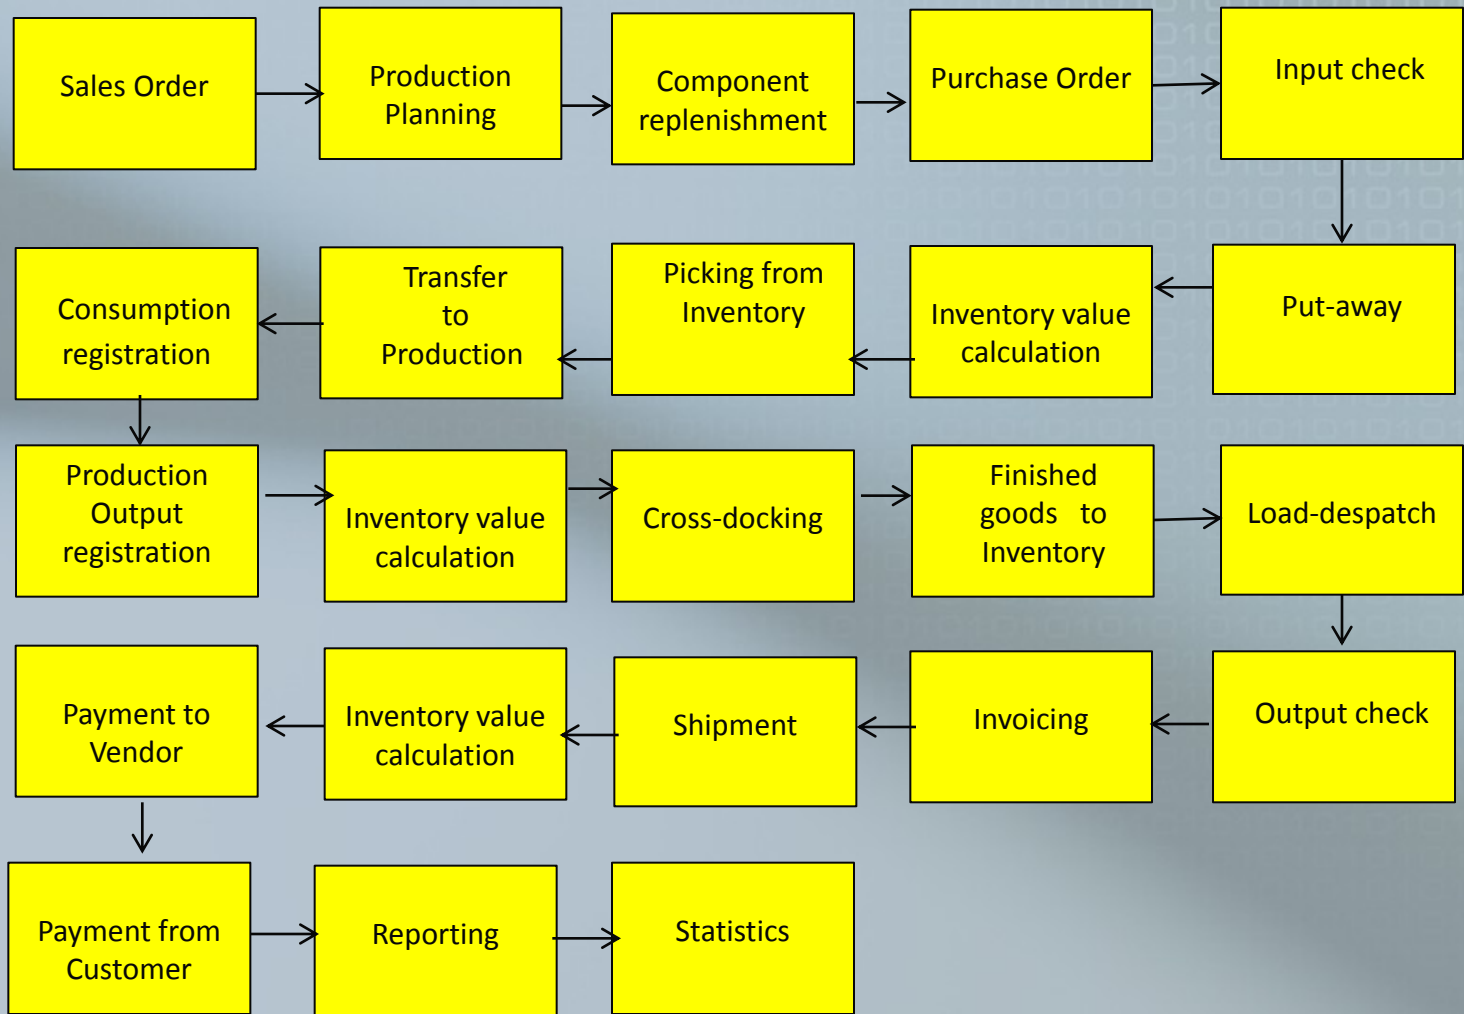 Sales Order
Production
Planning
Component
replenishment
Purchase Order
Input check
Consumption
registration
Transfer
to
Production
Picking from
Inventory
Inventory value
calculation
Put-away
Production
Output
registration
Inventory value
calculation
Cross-docking
Finished
goods to
Inventory
Load-despatch
Payment to
Vendor
Inventory value
calculation
Shipment
Invoicing
Output check
Payment from
Customer
Reporting
Statistics